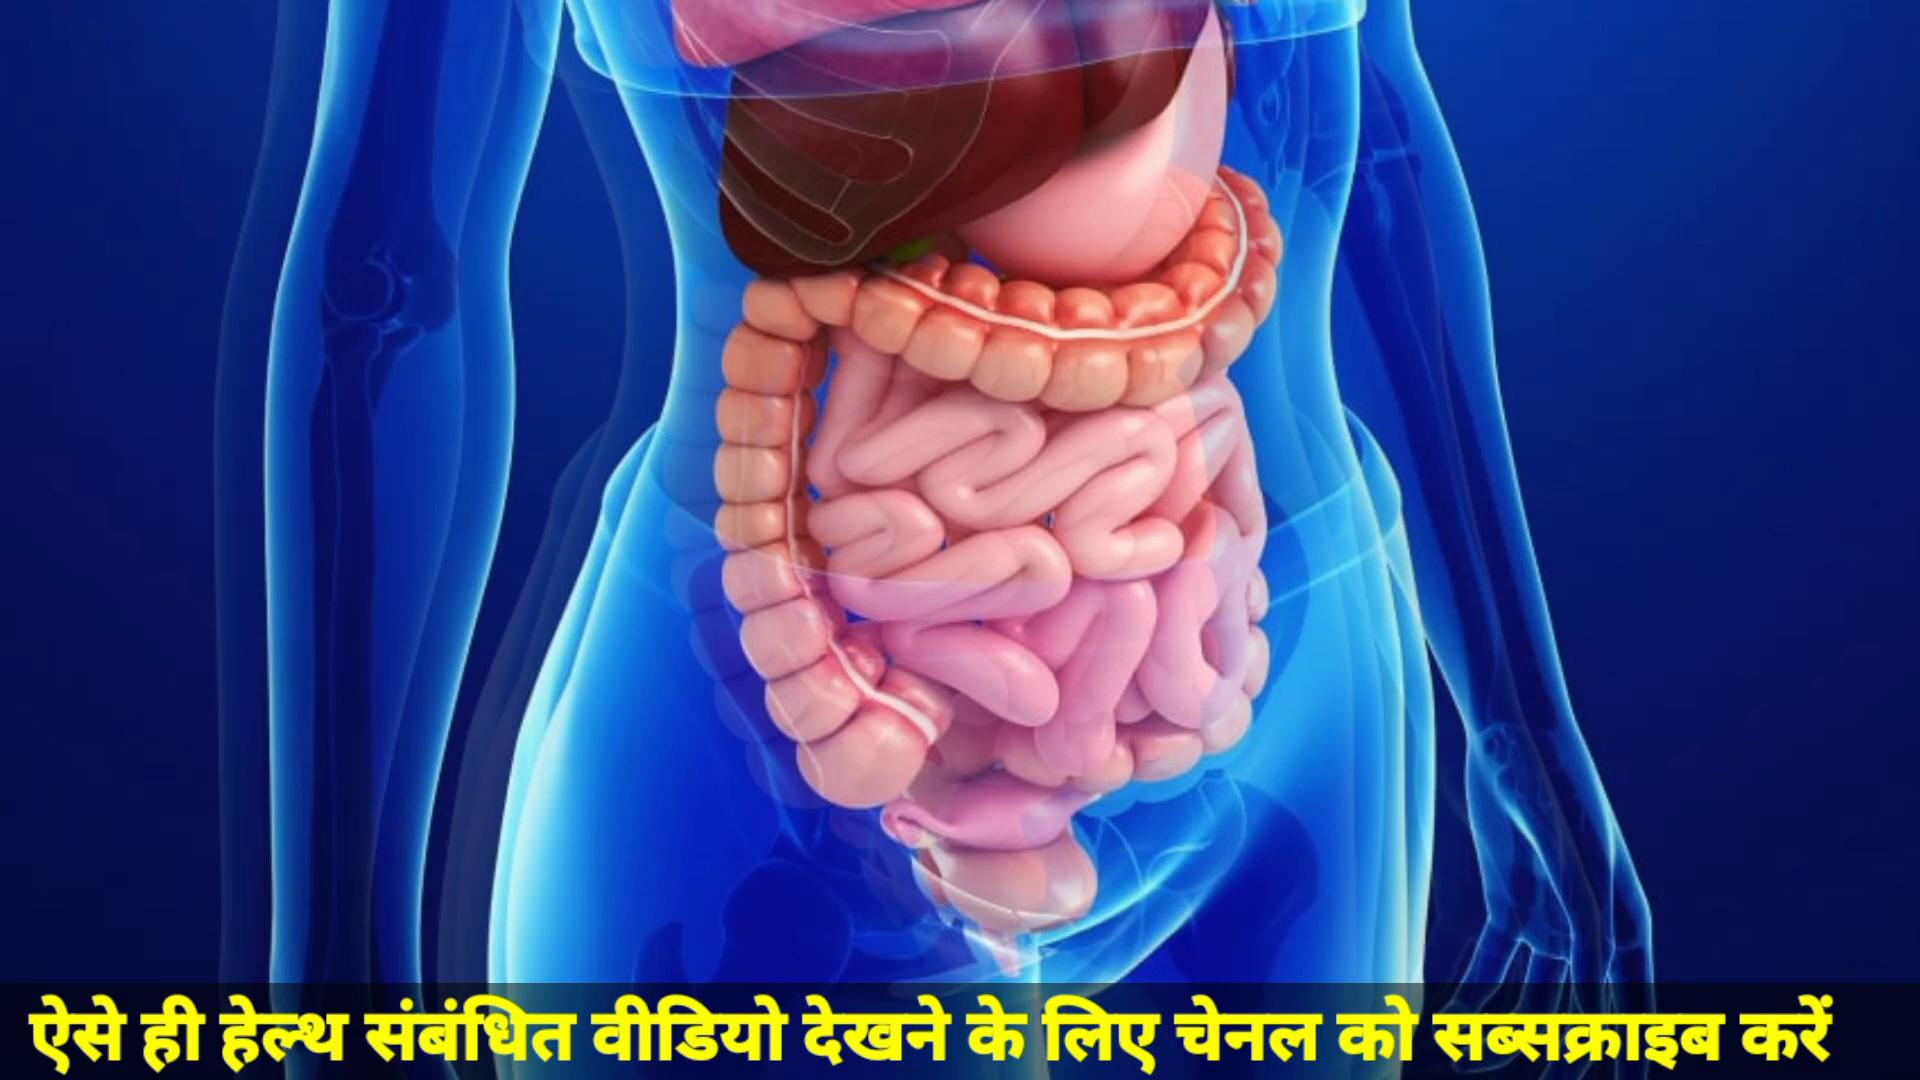 ऐसे ही हेल्थ संबंधित वीडियो देखने के लिए चेनल को सब्सक्राइब करें